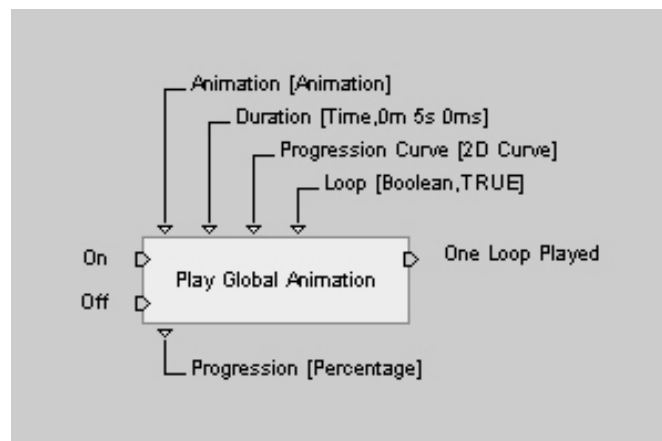 Animation [Animation]
Duration [Time,0m 5s 0ms]
Progression Curve [2D Curve]
Loop [Boolean,TRUE]
On
One Loop Played
Play Global Animation
Off
Progression [Percentage]